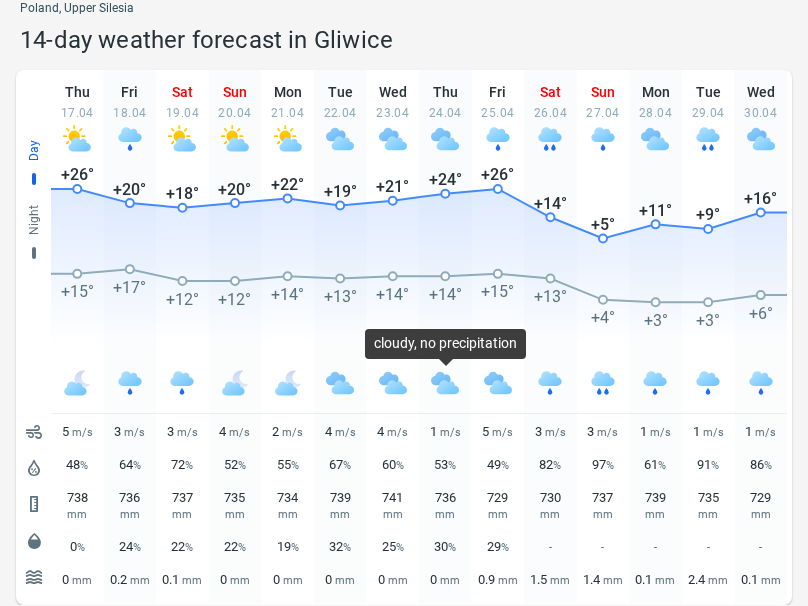 Poland, Upper Silesia
14-day weather forecast in Gliwice
Thu Fri Sat Sun Mon Tue Wed Thu Fri Sat Sun Mon Tue Wed
17.04 18.04 19.04 20.04 21.04 22.04 23.04 24.04 25.04 26.04 27.04 28.04 29.04 30.04
Day
+26° +20° +18° +20° +22° +19° +21° +24° +26° +14° +5° +11° +9° +16°
Night
+15° +17° +12° +12° +14° +13° +14° +14° +15° +13° +4° +3° +3° +6°
cloudy, no precipitation
5 m/s 3 m/s 3 m/s 4 m/s 2 m/s 4 m/s 4 m/s 1 m/s 5 m/s 3 m/s 3 m/s 1 m/s 1 m/s 1 m/s
48% 64% 72% 52% 55% 67% 60% 53% 49% 82% 97% 61% 91% 86%
738 736 737 735 734 739 741 736 729 730 737 739 735 729
mm mm mm mm mm mm mm mm mm mm mm mm mm mm
0% 24% 22% 22% 19% 32% 25% 30% 29% - - - - -
0 mm 0.2 mm 0.1 mm 0 mm 0 mm 0 mm 0 mm 0 mm 0.9 mm 1.5 mm 1.4 mm 0.1 mm 2.4 mm 0.1 mm